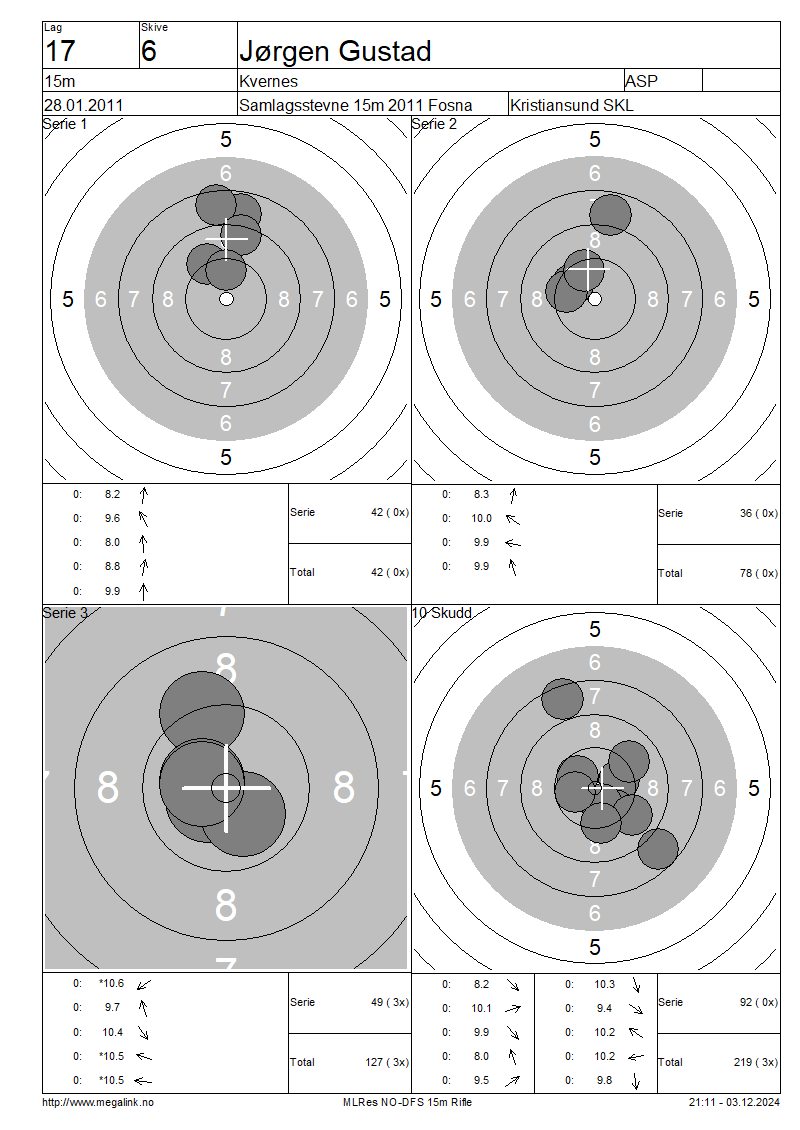 Lag
Skive
17
6
Jørgen Gustad
15m
Kvernes
ASP
28.01.2011
Samlagsstevne 15m 2011 Fosna
Kristiansund SKL
Serie 1
5
6
5 6 7 8 8 7 6 5
8
7
6
5
0: 8.2
0: 9.6
0: 8.0
0: 8.8
0: 9.9
Serie 42 ( 0x)
Total 42 ( 0x)
Serie 2
5
6
8
5 6 7 8 8 7 6 5
8
7
6
5
0: 8.3
0: 10.0
0: 9.9
0: 9.9
Serie 36 ( 0x)
Total 78 ( 0x)
Serie 3
7
8
8 8
8
7
0: *10.6
0: 9.7
0: 10.4
0: *10.5
0: *10.5
Serie 49 ( 3x)
Total 127 ( 3x)
10 Skudd
5
6
7
8
5 6 7 8 8 7 6 5
8
7
6
5
0: 8.2 0: 10.3
0: 10.1 0: 9.4
0: 9.9 0: 10.2
0: 8.0 0: 10.2
0: 9.5 0: 9.8
Serie 92 ( 0x)
Total 219 ( 3x)
http://www.megalink.no
MLRes NO-DFS 15m Rifle
21:11 - 03.12.2024